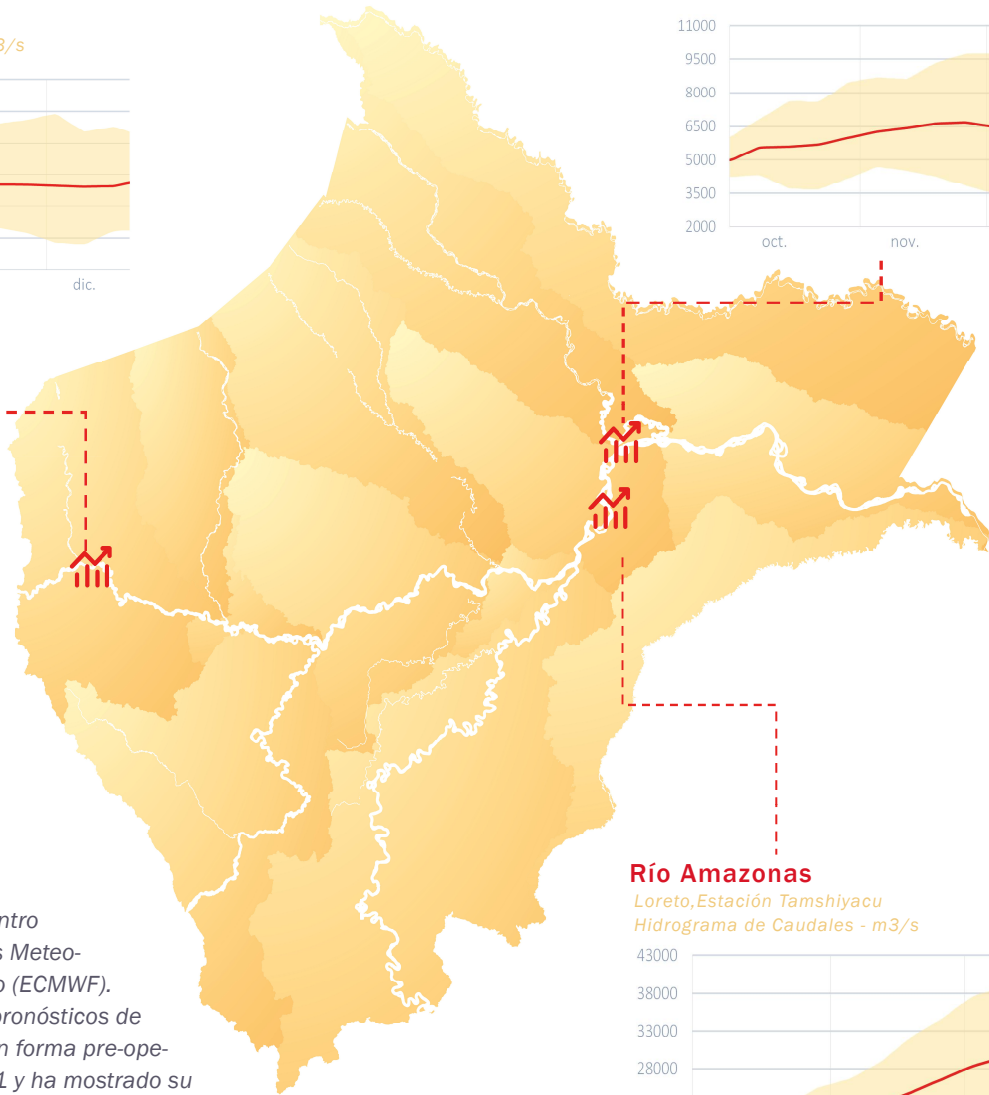 3/s
dic.
11000
9500
8000
6500
5000
3500
2000
oct.
nov.
Río Amazonas
Loreto,Estación Tamshiyacu
Hidrograma de Caudales - m3/s
43000
38000
33000
28000
ntro
s Meteo-
o (ECMWF).
pronósticos de
n forma pre-ope-
1 y ha mostrado su